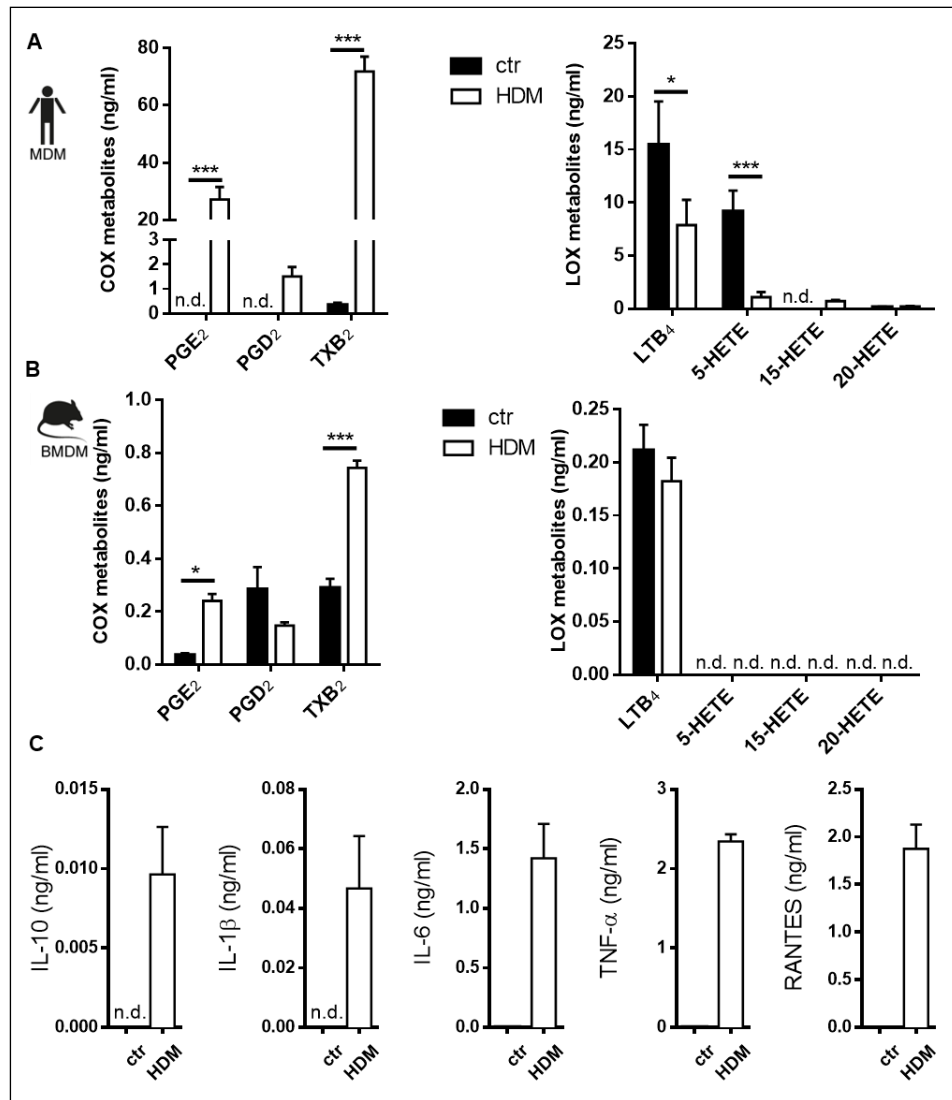 A
MDM
COX metabolites (ng/ml)
80
60
40
20
3
2
1
0
***
***
n.d.
n.d.
PGE2
PGD2
TXB2
ctr
HDM
LOX metabolites (ng/ml)
25
20
15
10
5
0
*
***
n.d.
LTB4
5-HETE
15-HETE
20-HETE
B
BMDM
COX metabolites (ng/ml)
1.0
0.8
0.6
0.4
0.2
0.0
*
***
PGE2
PGD2
TXB2
ctr
HDM
LOX metabolites (ng/ml)
0.25
0.20
0.15
0.10
0.05
0.00
n.d. n.d. n.d. n.d. n.d. n.d.
LTB4
5-HETE
15-HETE
20-HETE
C
IL-10 (ng/ml)
0.015
0.010
0.005
0.000
n.d.
ctr
HDM
IL-1β (ng/ml)
0.08
0.06
0.04
0.02
0.00
n.d.
ctr
HDM
IL-6 (ng/ml)
2.0
1.5
1.0
0.5
0.0
ctr
HDM
TNF-α (ng/ml)
3
2
1
0
ctr
HDM
RANTES (ng/ml)
2.5
2.0
1.5
1.0
0.5
0.0
ctr
HDM